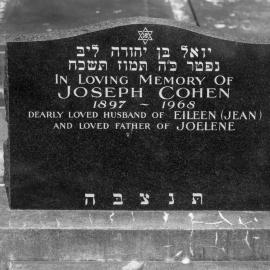 יואל בן יהודה ליב
נפטר כ"ה תמוז תשכח
IN LOVING MEMORY OF
JOSEPH COHEN
1897 ~ 1968
DEARLY LOVED HUSBAND OF EILEEN (JEAN)
AND LOVED FATHER OF JOELENE
ת נ צ ב ה